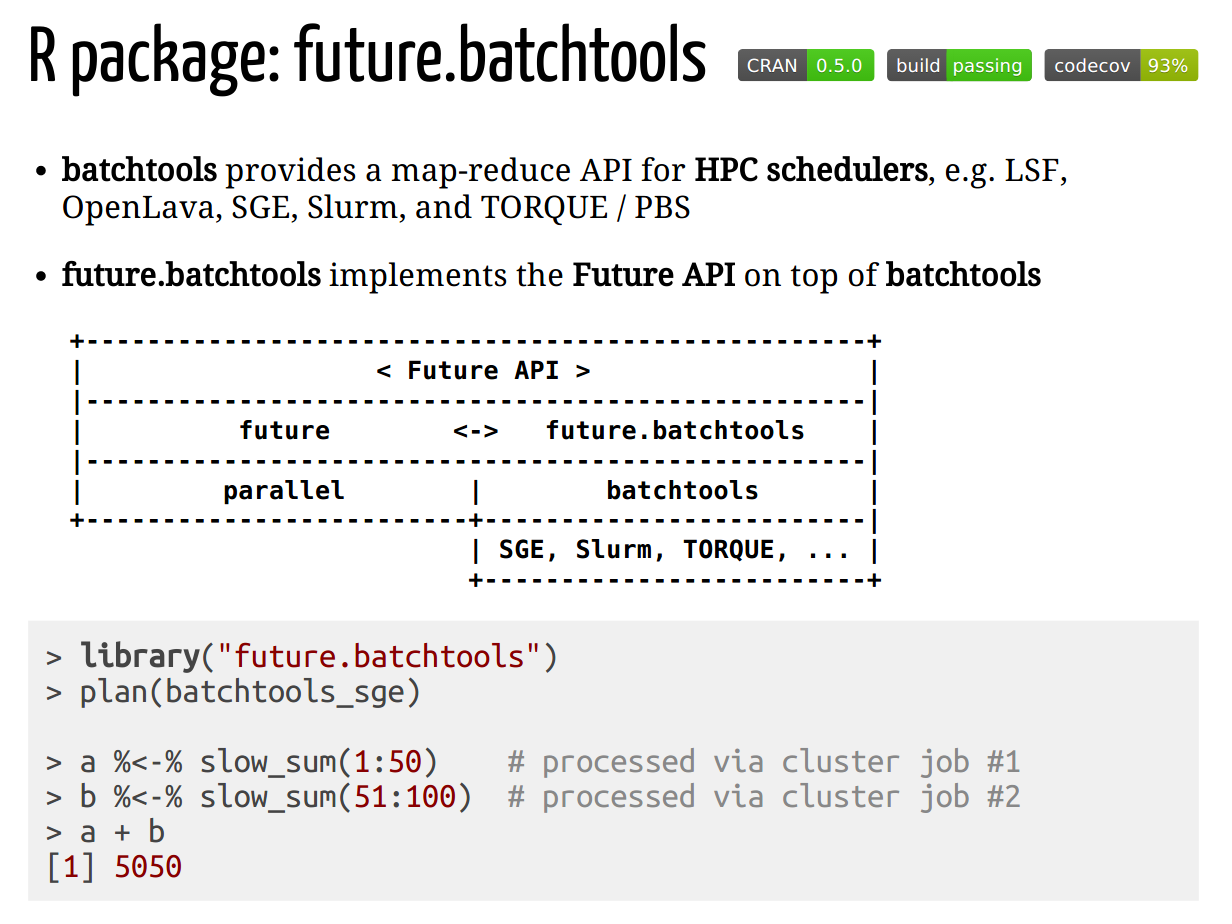 R package: future.batchtools CRAN 0.5.0 build passing codecov 93%
• batchtools provides a map-reduce API for HPC schedulers, e.g. LSF,
OpenLava, SGE, Slurm, and TORQUE / PBS
• future.batchtools implements the Future API on top of batchtools
+---------------------------------------------------+
|                   < Future API >                  |
|---------------------------------------------------|
|          future        <->   future.batchtools    |
|---------------------------------------------------|
|         parallel        |        batchtools       |
+-------------------------+-------------------------|
                          | SGE, Slurm, TORQUE, ... |
                          +-------------------------+
> library("future.batchtools")
> plan(batchtools_sge)
> a %<-% slow_sum(1:50)    # processed via cluster job #1
> b %<-% slow_sum(51:100)  # processed via cluster job #2
> a + b
[1] 5050